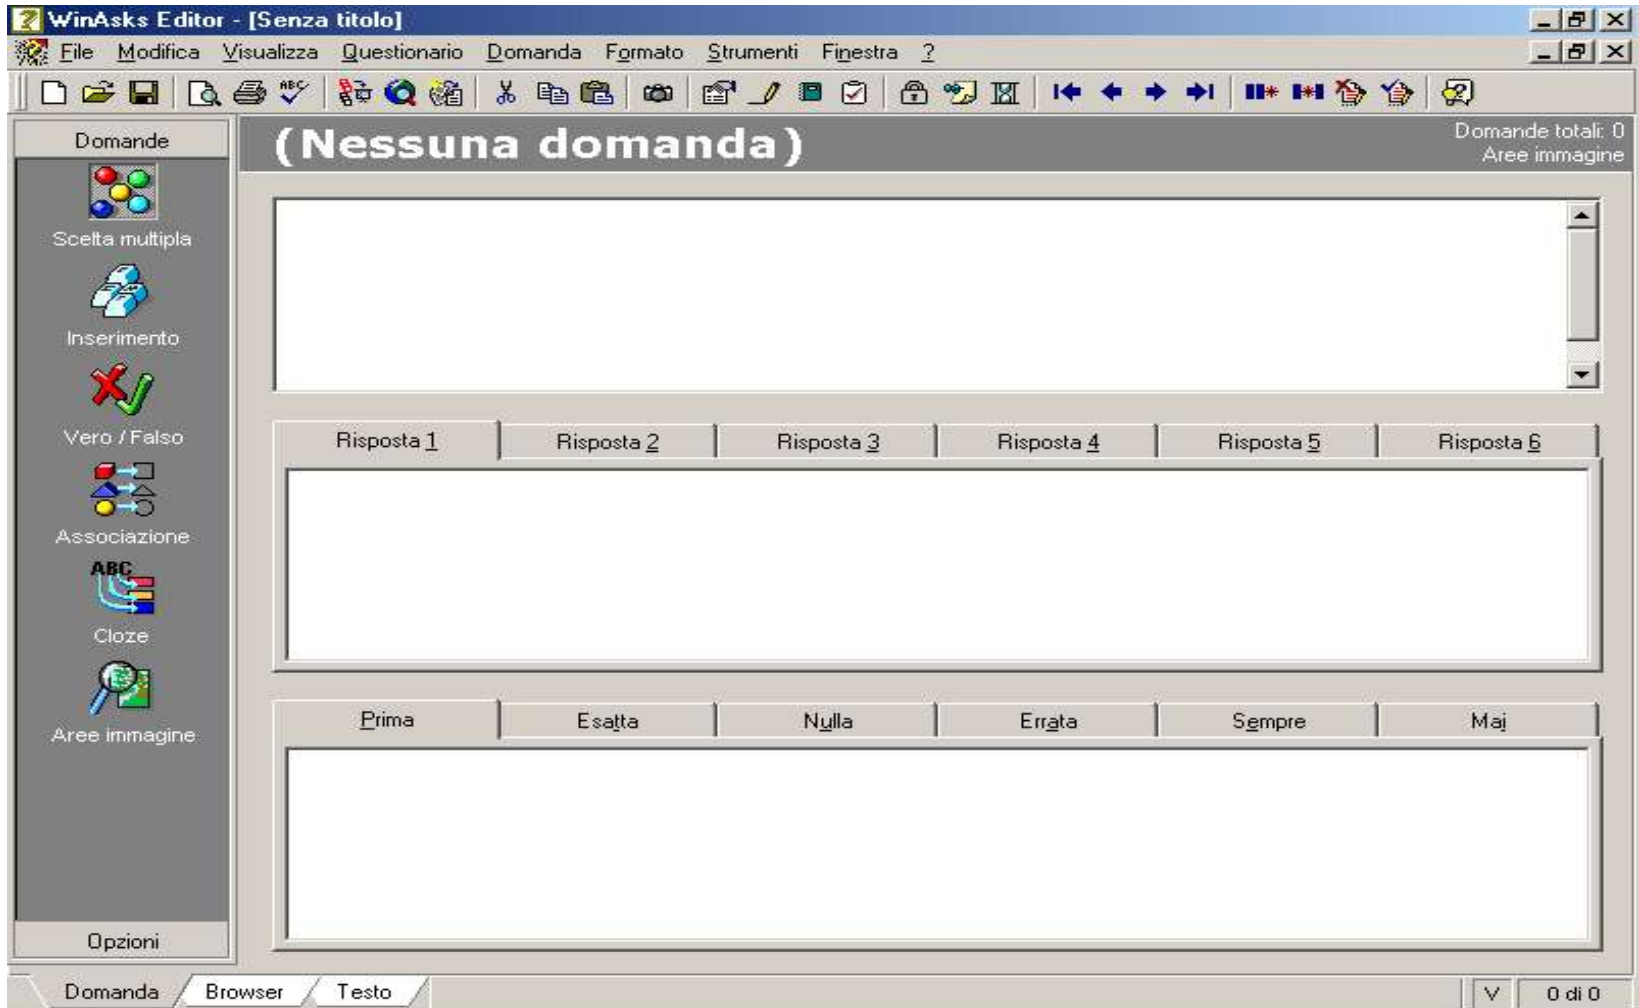 WinAsks Editor - [Senza titolo]
File Modifica Visualizza Questionario Domanda Formato Strumenti Finestra ?
Domande
(Nessuna domanda)
Domande totali: 0
Aree immagine
Scelta multipla
Inserimento
Vero / Falso
Associazione
ABC
Cloze
Aree immagine
Opzioni
Risposta 1 Risposta 2 Risposta 3 Risposta 4 Risposta 5 Risposta 6
Prima Esatta Nulla Errata Sempre Mai
Domanda Browser Testo
V 0 di 0